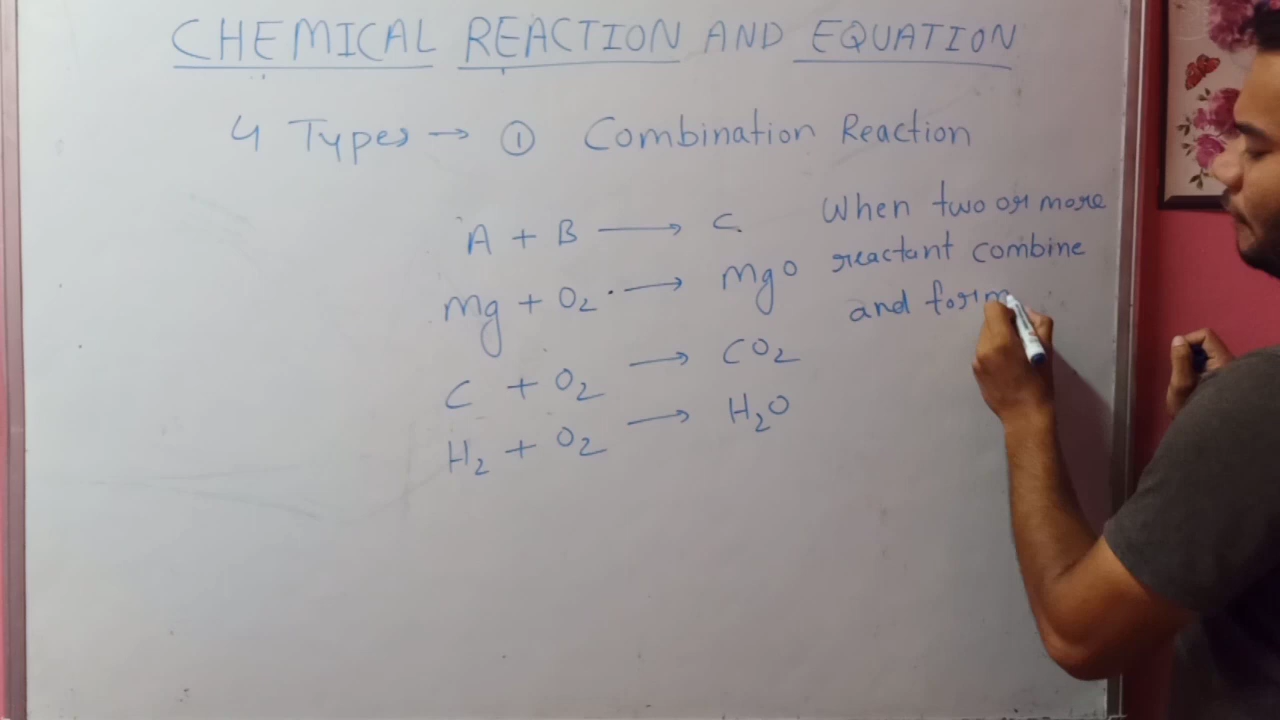 CHEMICAL REACTION AND EQUATION
4 Types → ① Combination Reaction
A + B → C
Mg + O₂ → MgO
C + O₂ → CO₂
H₂ + O₂ → H₂O
When two or more
reactant combine
and form